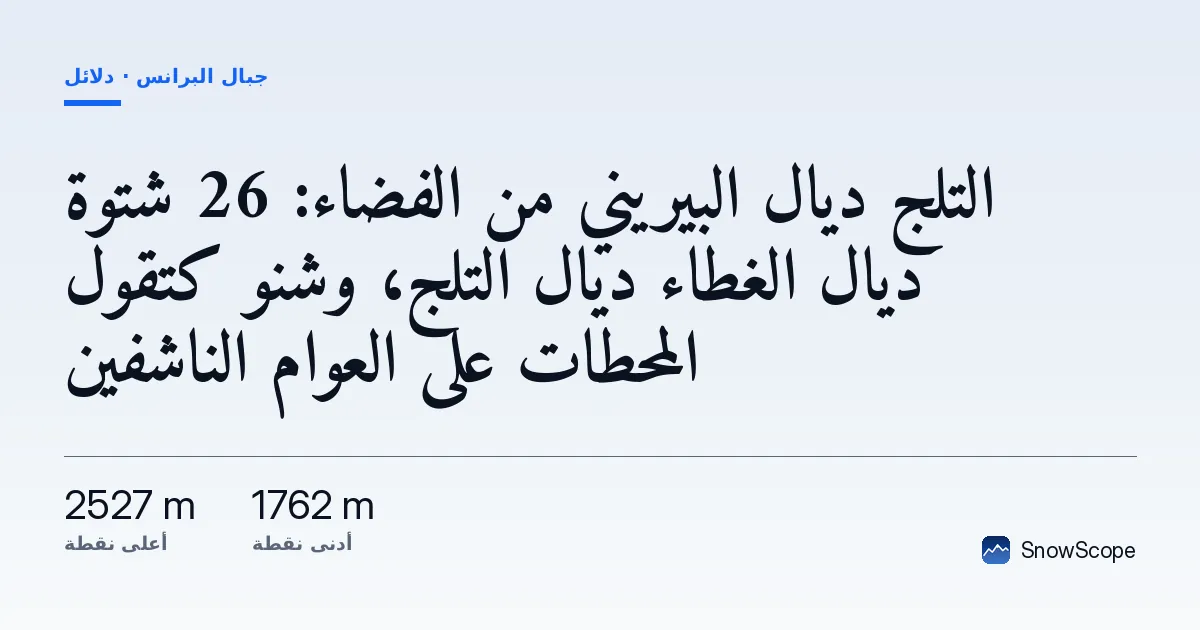 جبال البرانس · دلائل
التلج ديال البيريني من الفضاء: 26 شتوة
ديال الغطاء ديال التلج، وشنو كتقول
المحطات على العوام الناشفين
2527 m
أعلى نقطة
1762 m
أدنى نقطة
SnowScope